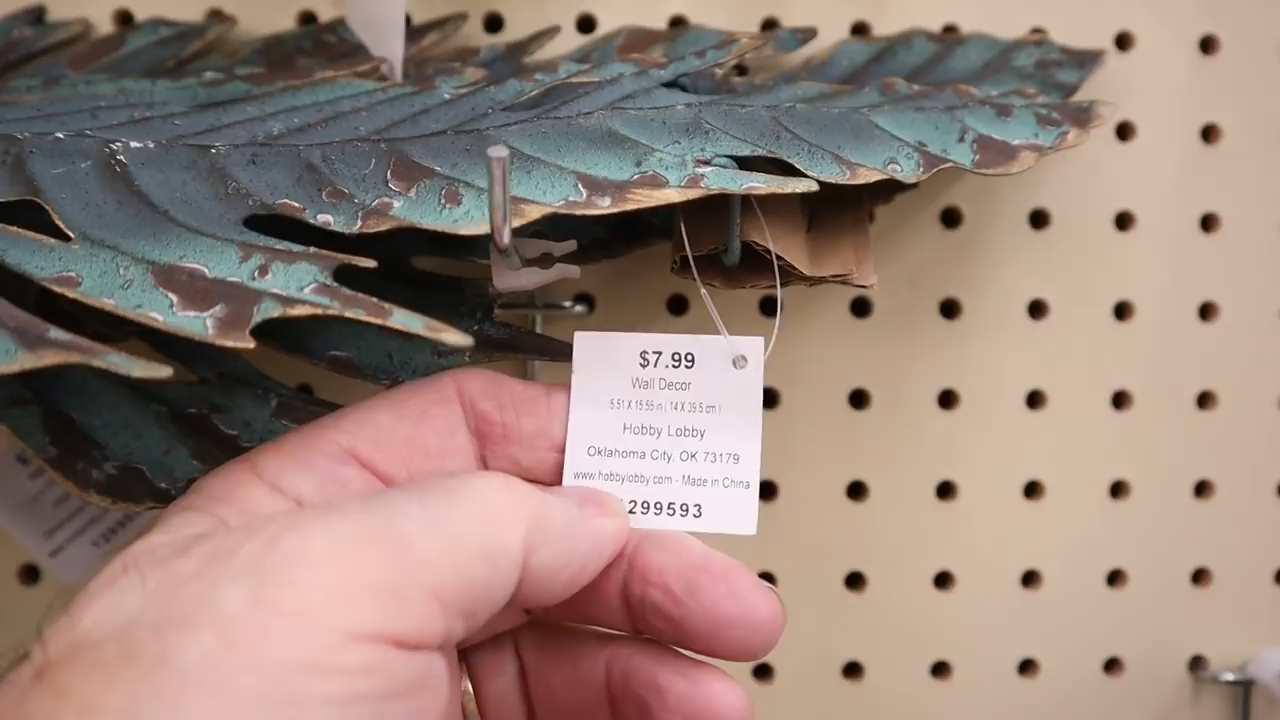 $7.99
Wall Decor
5.51 X 15.55 in ( 14 X 39.5 cm )
Hobby Lobby
Oklahoma City, OK 73179
www.hobbylobby.com - Made in China
299593